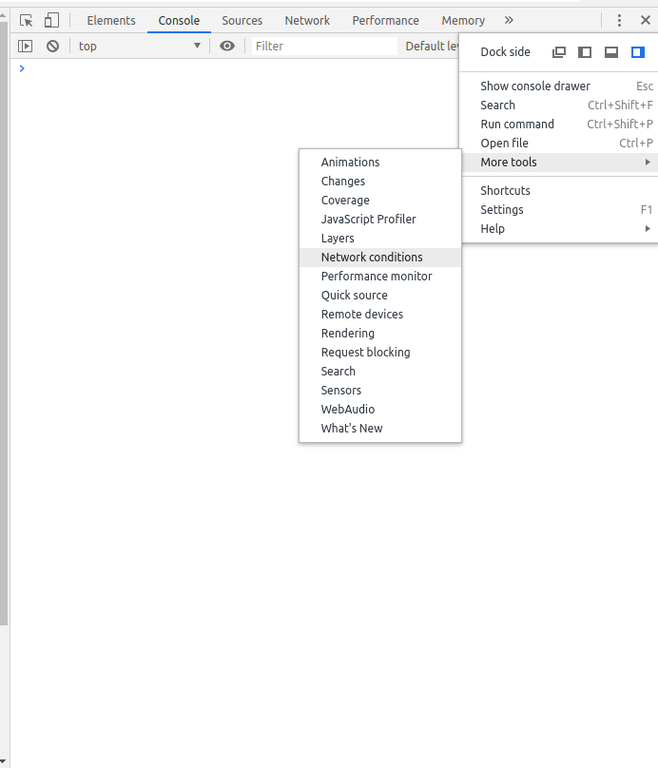 Elements Console Sources Network Performance Memory »
top Filter Default lev
Dock side
Show console drawer Esc
Search Ctrl+Shift+F
Run command Ctrl+Shift+P
Open file Ctrl+P
More tools
Shortcuts
Settings F1
Help
Animations
Changes
Coverage
JavaScript Profiler
Layers
Network conditions
Performance monitor
Quick source
Remote devices
Rendering
Request blocking
Search
Sensors
WebAudio
What's New